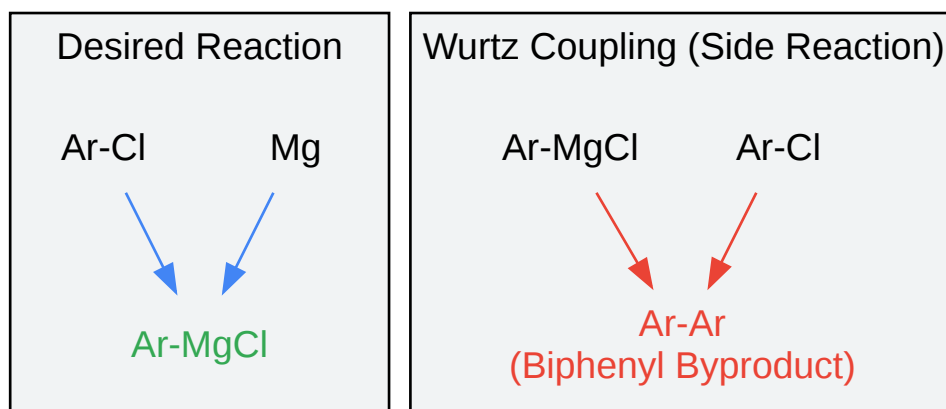 Desired Reaction
Ar-Cl
Mg
Ar-MgCl
Wurtz Coupling (Side Reaction)
Ar-MgCl
Ar-Cl
Ar-Ar
(Biphenyl Byproduct)